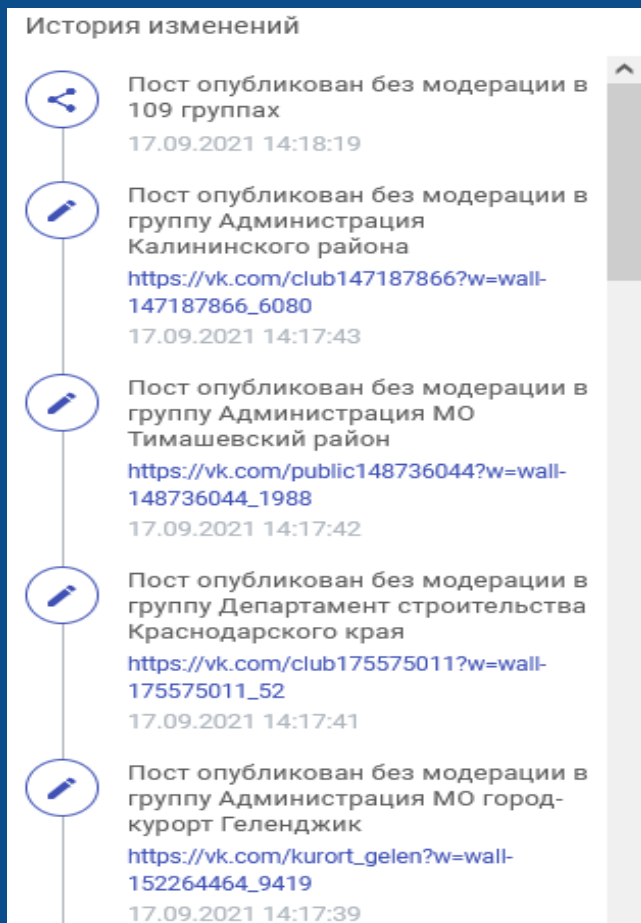 История изменений
Пост опубликован без модерации в
109 группах
17.09.2021 14:18:19
Пост опубликован без модерации в
группу Администрация
Калининского района
https://vk.com/club147187866?w=wall-
147187866_6080
17.09.2021 14:17:43
Пост опубликован без модерации в
группу Администрация МО
Тимашевский район
https://vk.com/public148736044?w=wall-
148736044_1988
17.09.2021 14:17:42
Пост опубликован без модерации в
группу Департамент строительства
Краснодарского края
https://vk.com/club175575011?w=wall-
175575011_52
17.09.2021 14:17:41
Пост опубликован без модерации в
группу Администрация МО город-
курорт Геленджик
https://vk.com/kurort_gelen?w=wall-
152264464_9419
17.09.2021 14:17:39